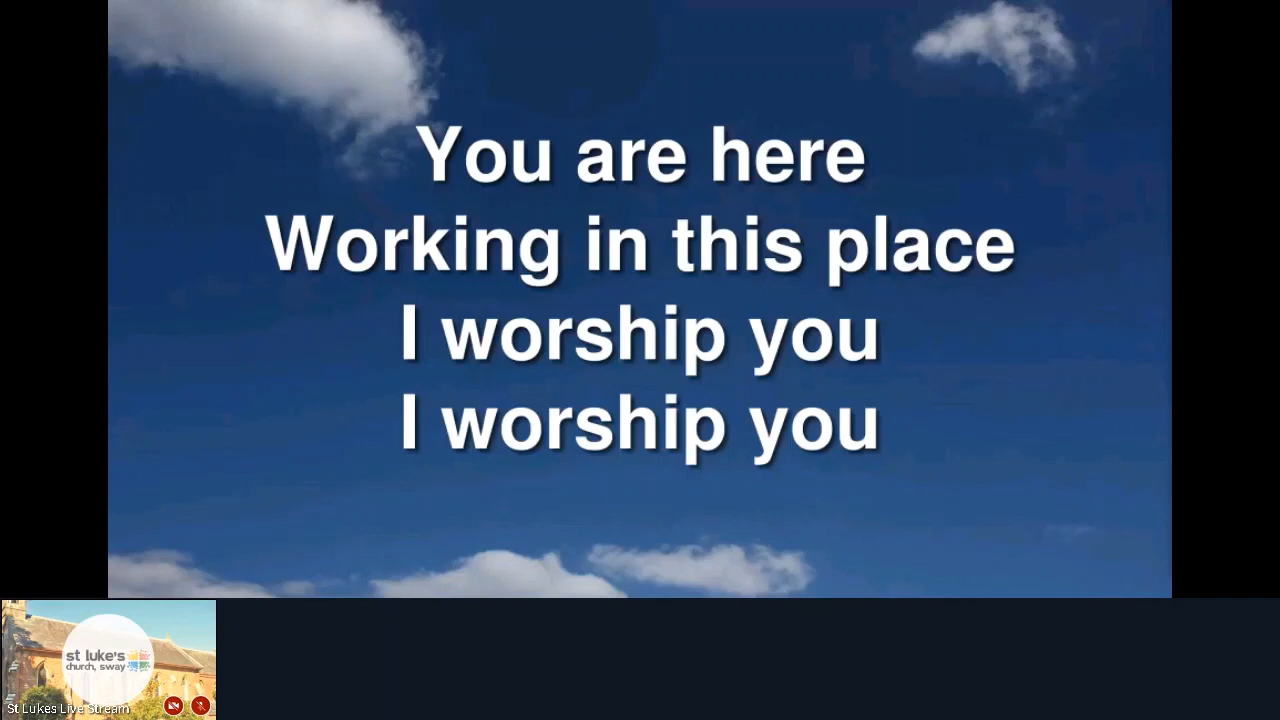 You are here
Working in this place
I worship you
I worship you
st luke's
church, sway
St Lukes Live Stream